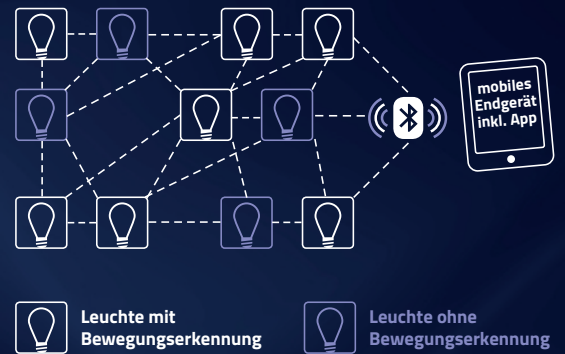 mobiles
Endgerät
inkl. App
Leuchte mit
Bewegungserkennung
Leuchte ohne
Bewegungserkennung